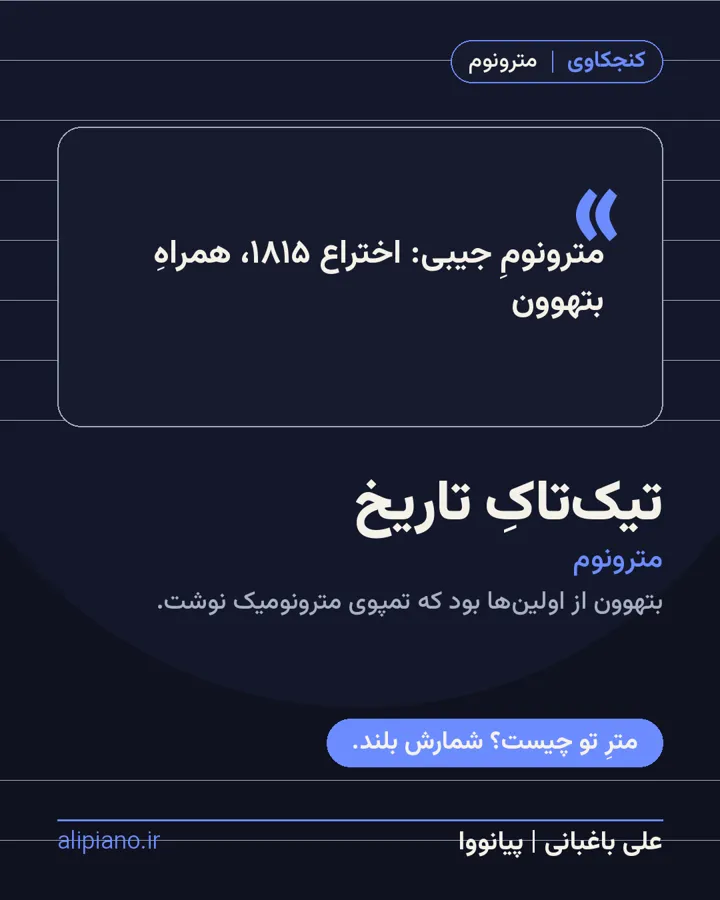 کنجکاوی | مترونوم
«
مترونومِ جیبی: اختراع ۱۸۱۵، همراهِ
بتهوون
تیک‌تاکِ تاریخ
مترونوم
بتهوون از اولین‌ها بود که تمپوی مترونومیک نوشت.
مترِ تو چیست؟ شمارش بلند.
علی باغبانی | پیانووا
alipiano.ir